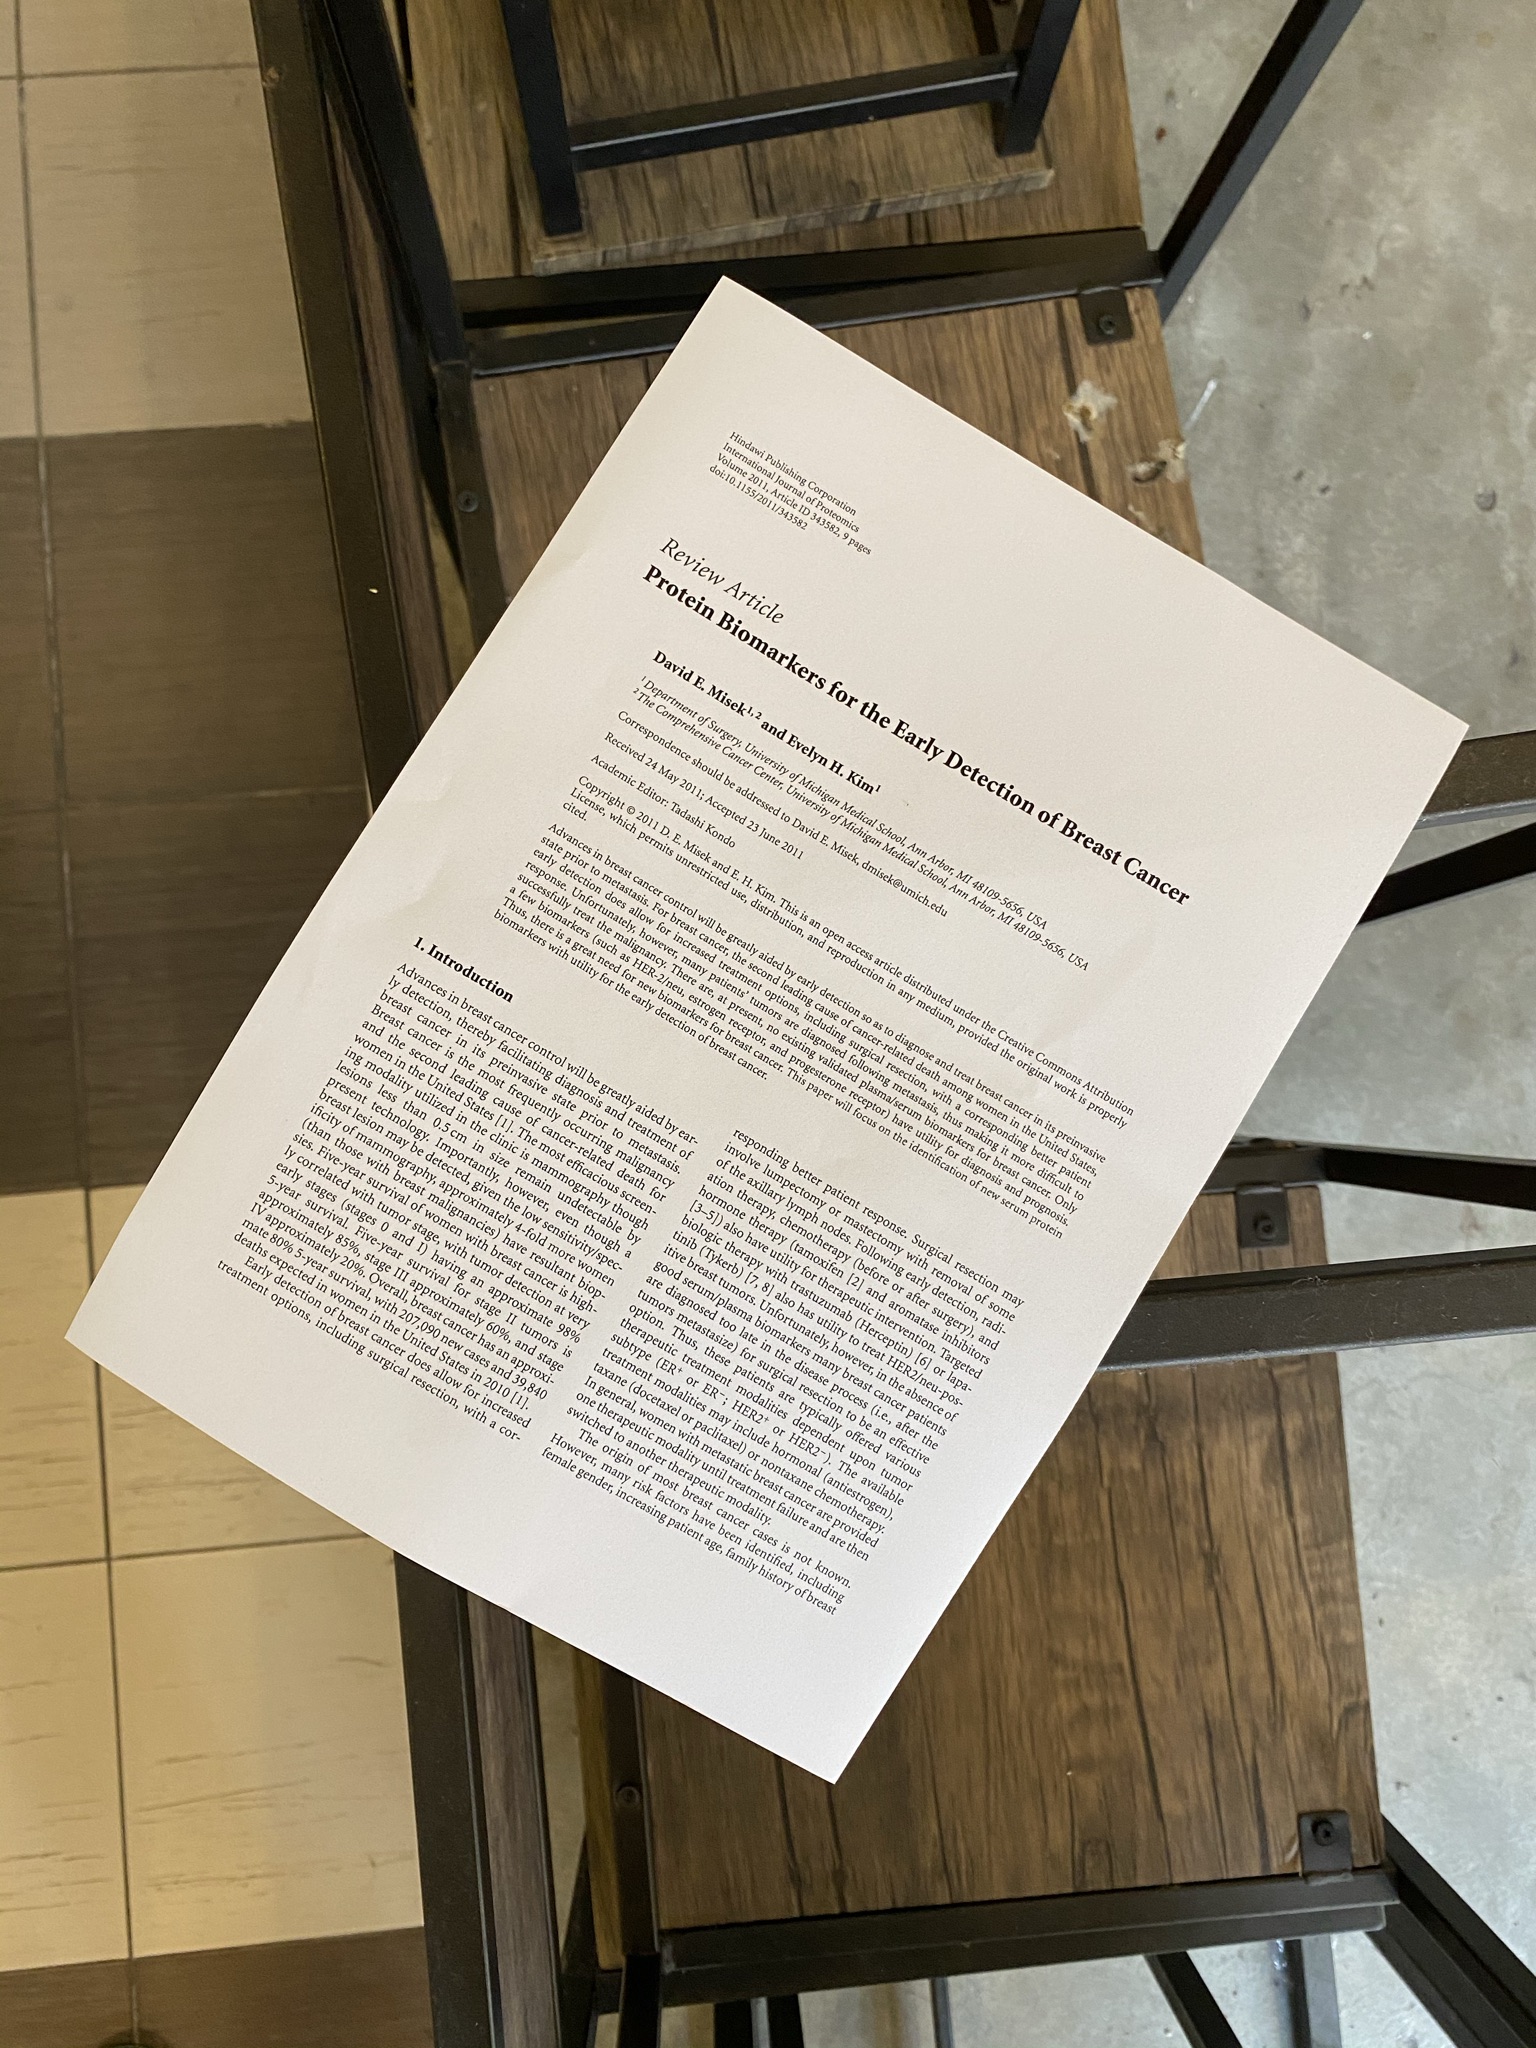 Hindawi Publishing Corporation
International Journal of Proteomics
Volume 2011, Article ID 343582, 9 pages
doi:10.1155/2011/343582
Review Article
Protein Biomarkers for the Early Detection of Breast Cancer
David E. Misek¹,² and Evelyn H. Kim¹
¹ Department of Surgery, University of Michigan Medical School, Ann Arbor, MI 48109-5656, USA
² The Comprehensive Cancer Center, University of Michigan Medical School, Ann Arbor, MI 48109-5656, USA
Correspondence should be addressed to David E. Misek, dmisek@umich.edu
Received 24 May 2011; Accepted 23 June 2011
Academic Editor: Tadashi Kondo
Copyright © 2011 D. E. Misek and E. H. Kim. This is an open access article distributed under the Creative Commons Attribution
License, which permits unrestricted use, distribution, and reproduction in any medium, provided the original work is properly
cited.
Advances in breast cancer control will be greatly aided by early detection so as to diagnose and treat breast cancer in its preinvasive
state prior to metastasis. For breast cancer, the second leading cause of cancer-related death among women in the United States,
early detection does allow for increased treatment options, including surgical resection, with a corresponding better patient
response. Unfortunately, however, many patients' tumors are diagnosed following metastasis, thus making it more difficult to
successfully treat the malignancy. There are, at present, no existing validated plasma/serum biomarkers for breast cancer. Only
a few biomarkers (such as HER-2/neu, estrogen receptor, and progesterone receptor) have utility for diagnosis and prognosis.
Thus, there is a great need for new biomarkers for breast cancer. This paper will focus on the identification of new serum protein
biomarkers with utility for the early detection of breast cancer.
1. Introduction
Advances in breast cancer control will be greatly aided by ear-
ly detection, thereby facilitating diagnosis and treatment of
breast cancer in its preinvasive state prior to metastasis.
Breast cancer is the most frequently occurring malignancy
and the second leading cause of cancer-related death for
women in the United States [1]. The most efficacious screen-
ing modality utilized in the clinic is mammography though
lesions less than 0.5 cm in size remain undetectable by
present technology. Importantly, however, even though a
breast lesion may be detected, given the low sensitivity/spec-
ificity of mammography, approximately 4-fold more women
(than those with breast malignancies) have resultant biop-
sies. Five-year survival of women with breast cancer is high-
ly correlated with tumor stage, with tumor detection at very
early stages (stages 0 and I) having an approximate 98%
5-year survival. Five-year survival for stage II tumors is
approximately 85%, stage III approximately 60%, and stage
IV approximately 20%. Overall, breast cancer has an approxi-
mate 80% 5-year survival, with 207,090 new cases and 39,840
deaths expected in women in the United States in 2010 [1].
Early detection of breast cancer does allow for increased
treatment options, including surgical resection, with a cor-
responding better patient response. Surgical resection may
involve lumpectomy or mastectomy with removal of some
of the axillary lymph nodes. Following early detection, radi-
ation therapy, chemotherapy (before or after surgery), and
hormone therapy (tamoxifen [2] and aromatase inhibitors
[3–5]) also have utility for therapeutic intervention. Targeted
biologic therapy with trastuzumab (Herceptin) [6] or lapa-
tinib (Tykerb) [7, 8] also has utility to treat HER2/neu-pos-
itive breast tumors. Unfortunately, however, in the absence of
good serum/plasma biomarkers many breast cancer patients
are diagnosed too late in the disease process (i.e., after the
tumors metastasize) for surgical resection to be an effective
option. Thus, these patients are typically offered various
therapeutic treatment modalities dependent upon tumor
subtype (ER⁺ or ER⁻; HER2⁺ or HER2⁻). The available
treatment modalities may include hormonal (antiestrogen),
taxane (docetaxel or paclitaxel) or nontaxane chemotherapy.
In general, women with metastatic breast cancer are provided
one therapeutic modality until treatment failure and are then
switched to another therapeutic modality.
The origin of most breast cancer cases is not known.
However, many risk factors have been identified, including
female gender, increasing patient age, family history of breast